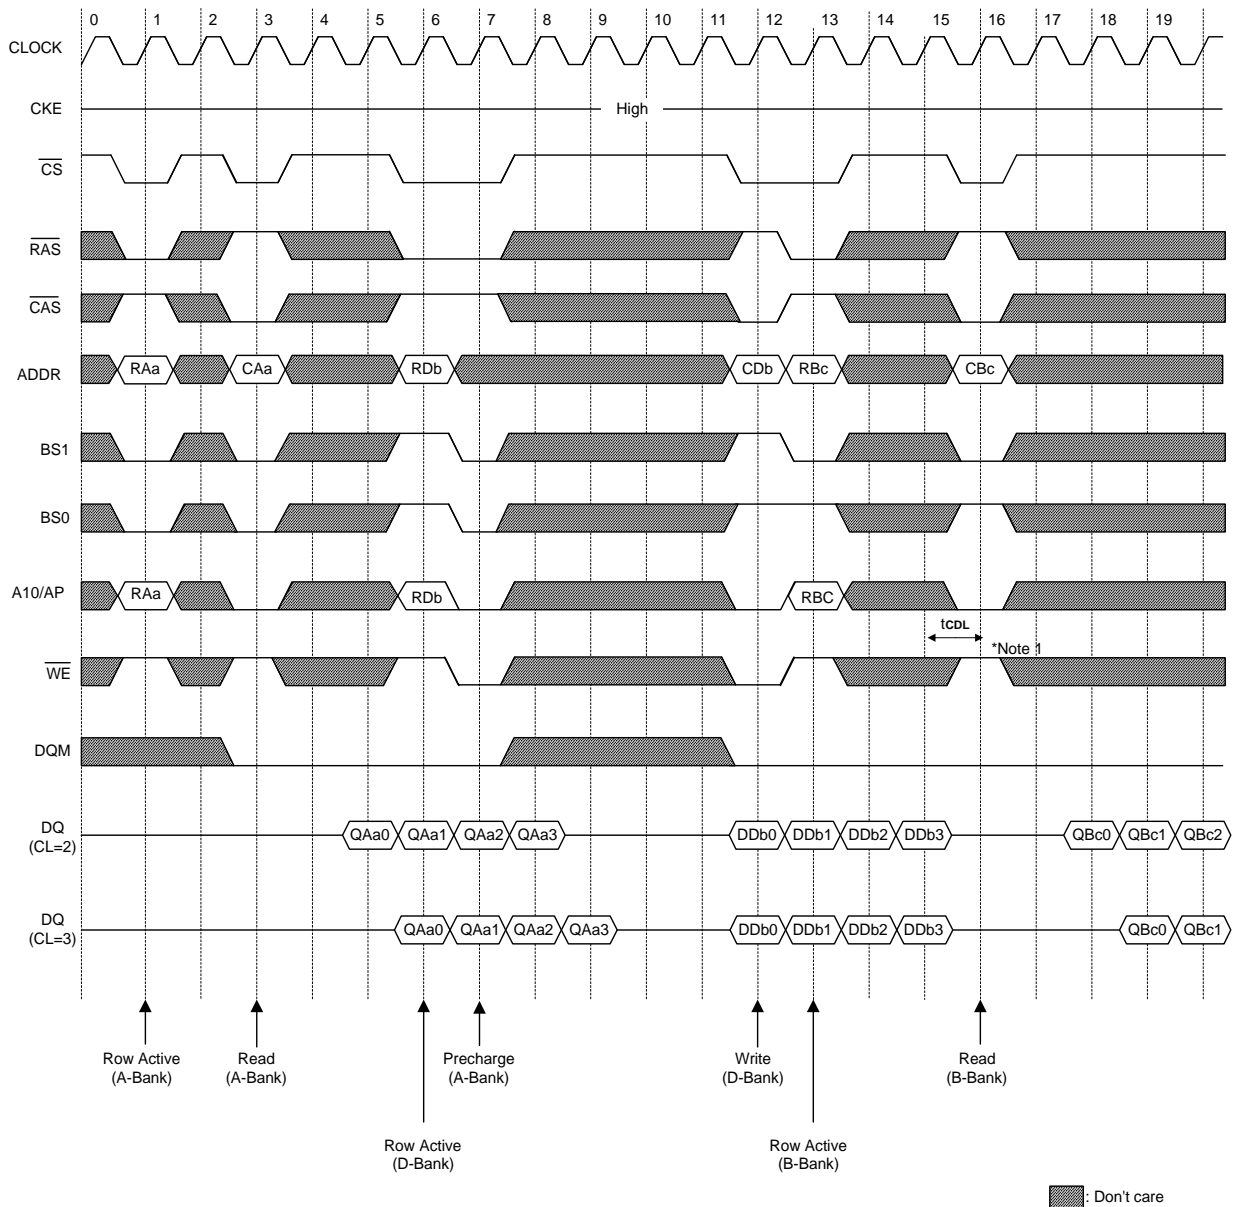 0 1 2 3 4 5 6 7 8 9 10 11 12 13 14 15 16 17 18 19
CLOCK
CKE
High
CS
RAS
CAS
ADDR
RAa CAa RDb CDb RBc CBc
BS1
BS0
A10/AP
RAa RDb RBC
tCDL
*Note 1
WE
DQM
DQ
(CL=2)
QAa0 QAa1 QAa2 QAa3 DDb0 DDb1 DDb2 DDb3 QBc0 QBc1 QBc2
DQ
(CL=3)
QAa0 QAa1 QAa2 QAa3 DDb0 DDb1 DDb2 DDb3 QBc0 QBc1
Row Active
(A-Bank)
Read
(A-Bank)
Precharge
(A-Bank)
Write
(D-Bank)
Read
(B-Bank)
Row Active
(D-Bank)
Row Active
(B-Bank)
: Don't care